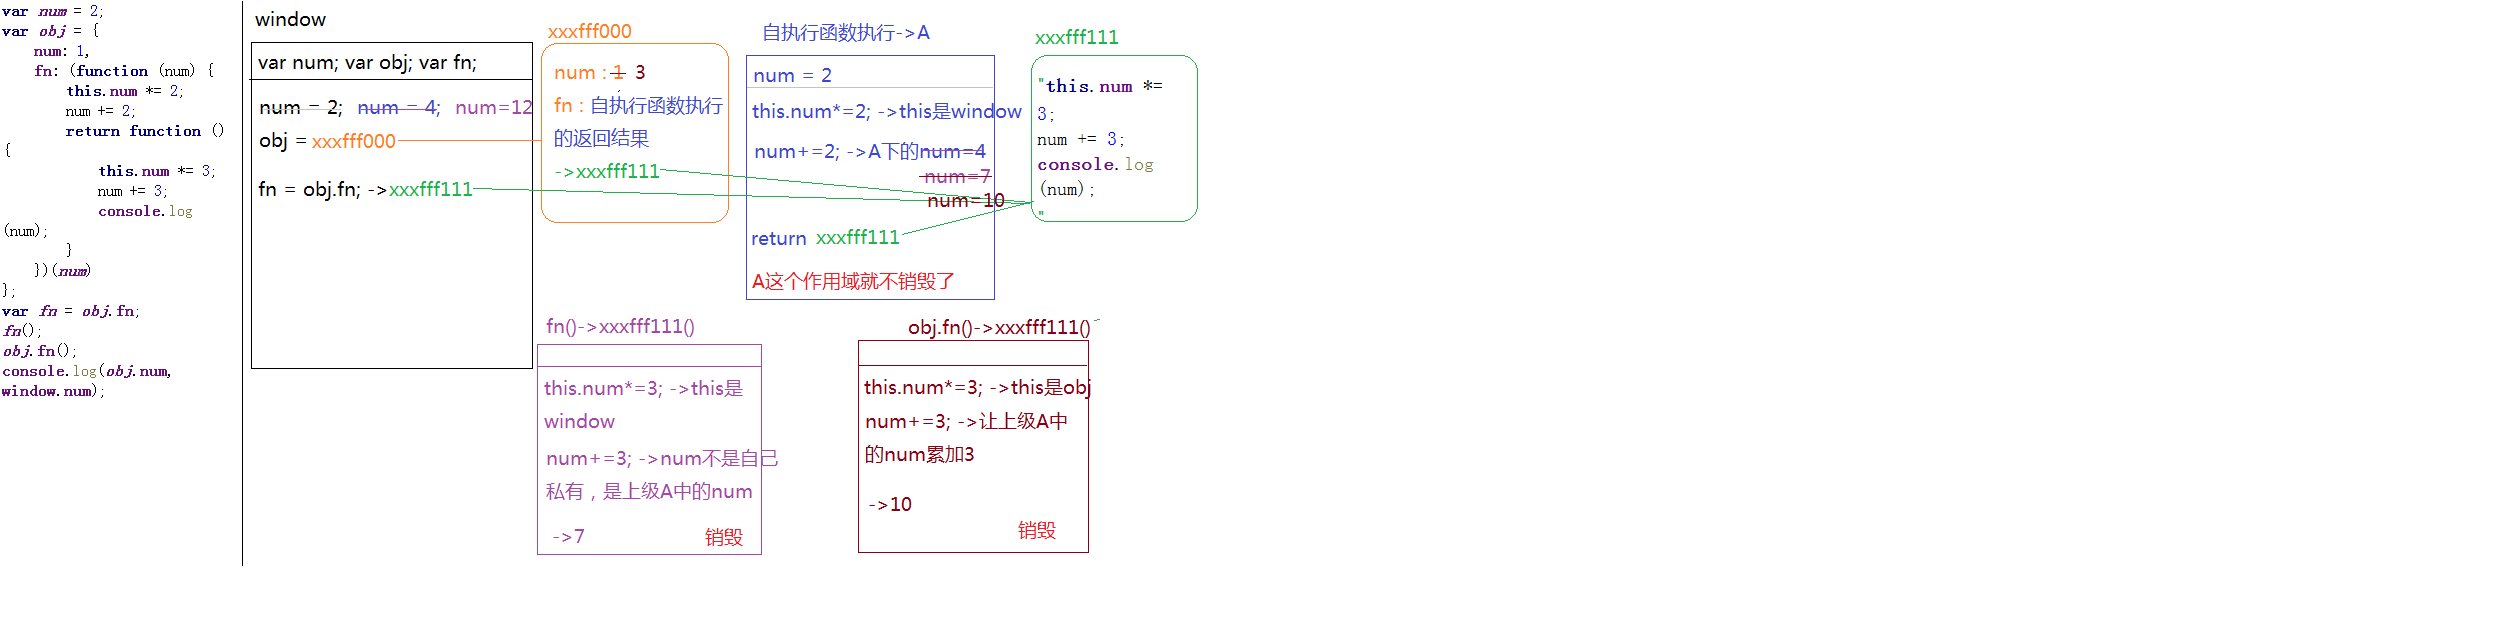 var num = 2;
var obj = {
num: 1,
fn: (function (num) {
this.num *= 2;
num += 2;
return function ()
{
this.num *= 3;
num += 3;
console.log
(num);
}
})(num)
};
var fn = obj.fn;
fn();
obj.fn();
console.log(obj.num,
window.num);
window
var num; var obj; var fn;
num = 2; num = 4; num=12
obj = xxxfff000
fn = obj.fn; ->xxxfff111
xxxfff000
num : 1 3
fn : 自执行函数执行
的返回结果
->xxxfff111
自执行函数执行->A
num = 2
this.num*=2; ->this是window
num+=2; ->A下的num=4
num=7
num=10
return xxxfff111
A这个作用域就不销毁了
xxxfff111
"this.num *=
3;
num += 3;
console.log
(num);
"
fn()->xxxfff111()
this.num*=3; ->this是
window
num+=3; ->num不是自己
私有，是上级A中的num
->7 销毁
obj.fn()->xxxfff111()
this.num*=3; ->this是obj
num+=3; ->让上级A中
的num累加3
->10
销毁